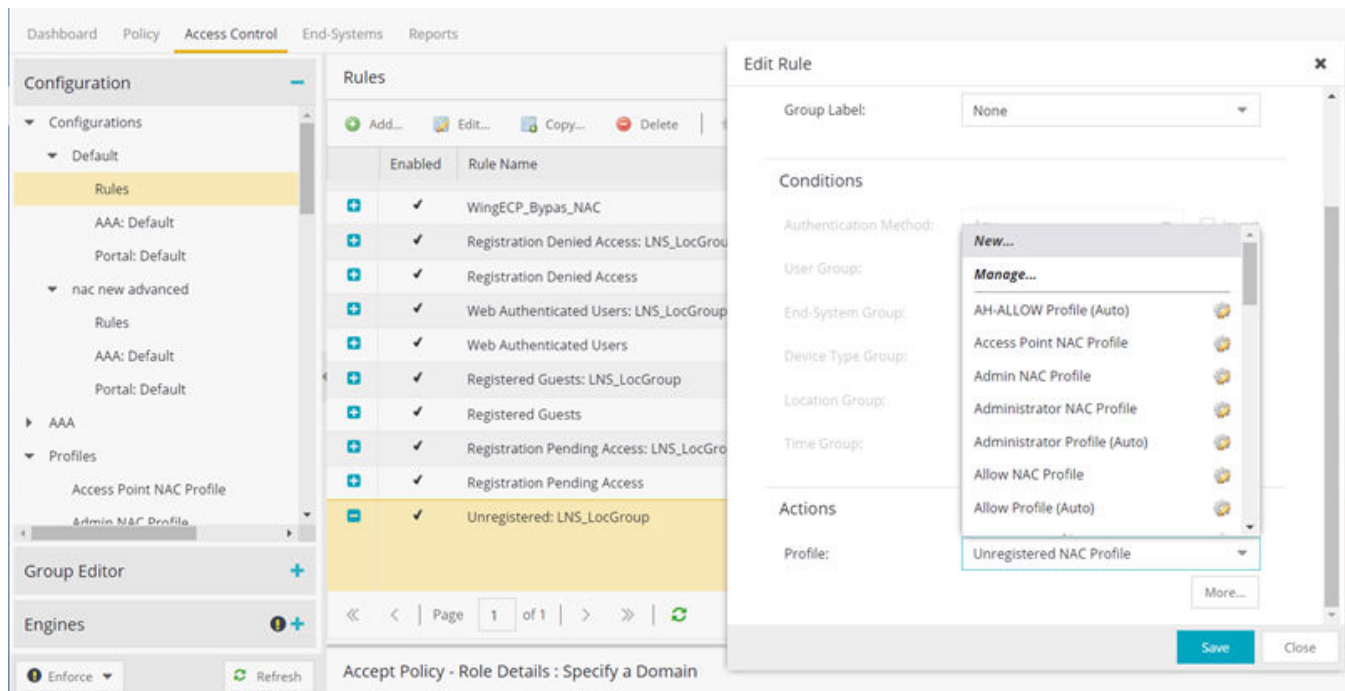 Dashboard Policy Access Control End-Systems Reports
Configuration
Configurations
Default
Rules
AAA: Default
Portal: Default
nac new advanced
Rules
AAA: Default
Portal: Default
AAA
Profiles
Access Point NAC Profile
Admin NAC Profile
Group Editor
Engines
Enforce Refresh
Rules
Add... Edit... Copy... Delete
Enabled Rule Name
WingECP_Bypas_NAC
Registration Denied Access: LNS_LocGrou
Registration Denied Access
Web Authenticated Users: LNS_LocGroup
Web Authenticated Users
Registered Guests: LNS_LocGroup
Registered Guests
Registration Pending Access: LNS_LocGro
Registration Pending Access
Unregistered: LNS_LocGroup
Page 1 of 1
Accept Policy - Role Details : Specify a Domain
Edit Rule
Group Label: None
Conditions
Authentication Method:
User Group:
End-System Group:
Device Type Group:
Location Group:
Time Group:
New...
Manage...
AH-ALLOW Profile (Auto)
Access Point NAC Profile
Admin NAC Profile
Administrator NAC Profile
Administrator Profile (Auto)
Allow NAC Profile
Allow Profile (Auto)
Actions
Profile: Unregistered NAC Profile
More...
Save Close